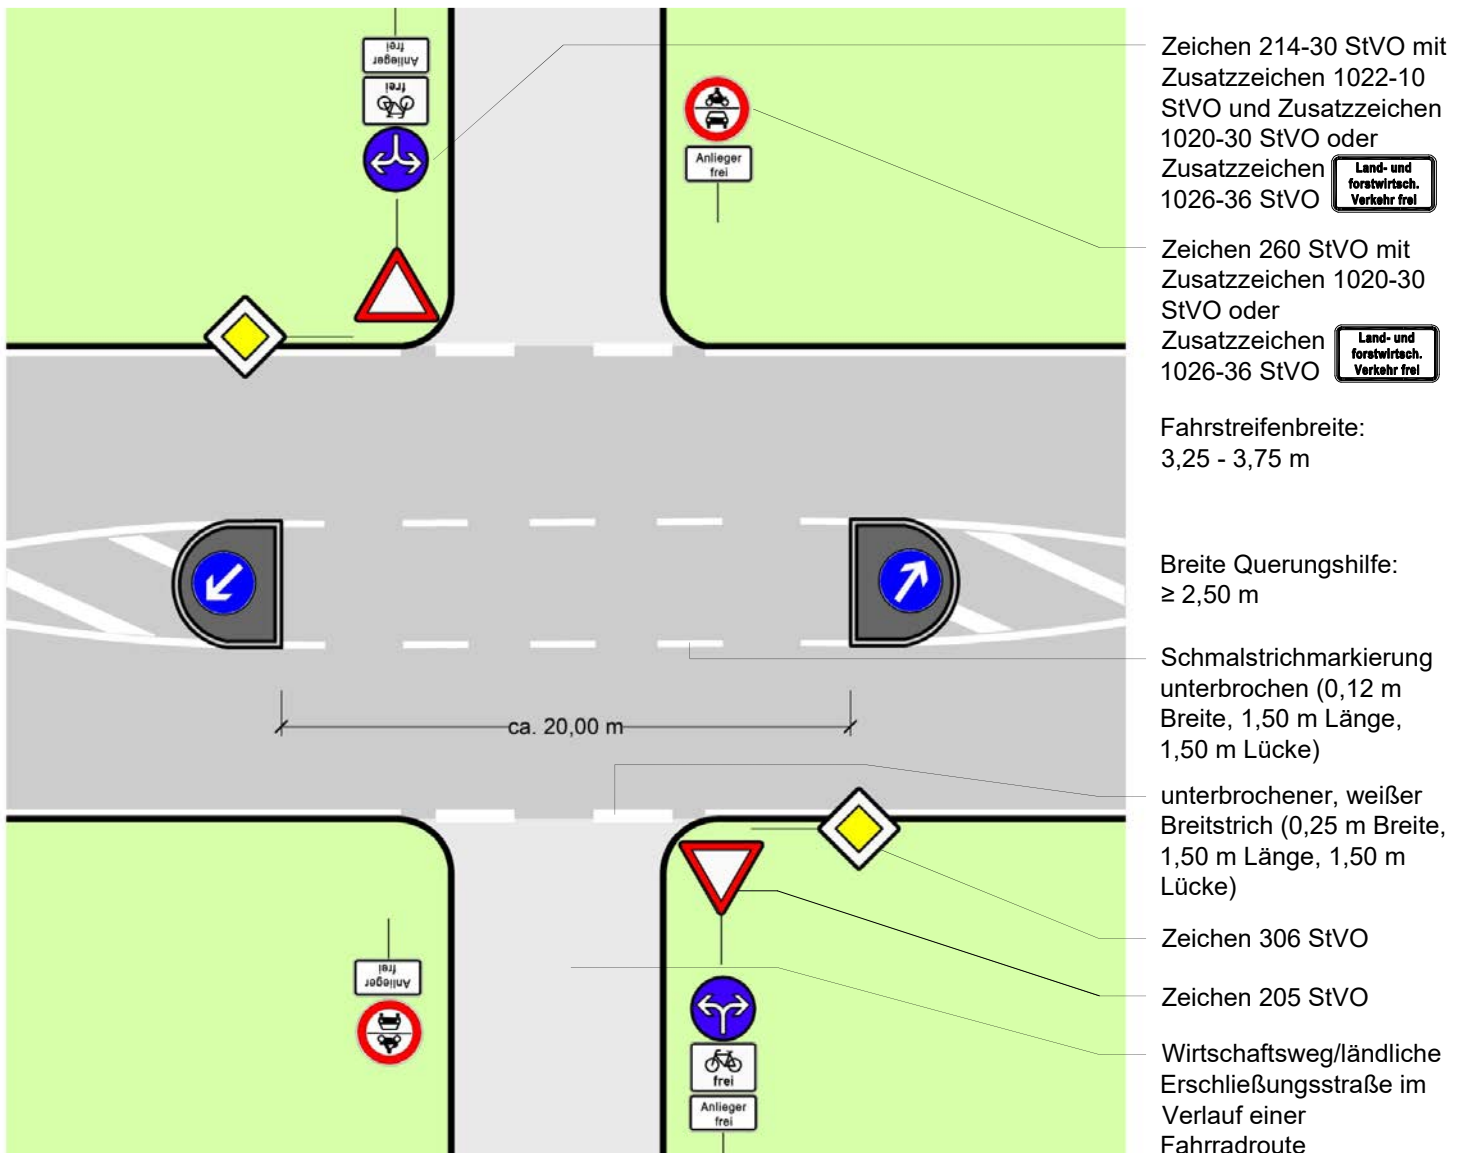 Anlieger
frei
frei
Anlieger
frei
Zeichen 214-30 StVO mit
Zusatzzeichen 1022-10
StVO und Zusatzzeichen
1020-30 StVO oder
Zusatzzeichen
1026-36 StVO
Land- und
forstwirtsch.
Verkehr frei
Zeichen 260 StVO mit
Zusatzzeichen 1020-30
StVO oder
Zusatzzeichen
1026-36 StVO
Land- und
forstwirtsch.
Verkehr frei
Fahrstreifenbreite:
3,25 - 3,75 m
Breite Querungshilfe:
≥ 2,50 m
Schmalstrichmarkierung
unterbrochen (0,12 m
Breite, 1,50 m Länge,
1,50 m Lücke)
ca. 20,00 m
unterbrochener, weißer
Breitstrich (0,25 m Breite,
1,50 m Länge, 1,50 m
Lücke)
Zeichen 306 StVO
Zeichen 205 StVO
Wirtschaftsweg/ländliche
Erschließungsstraße im
Verlauf einer
Fahrradroute
Anlieger
frei
frei
Anlieger
frei